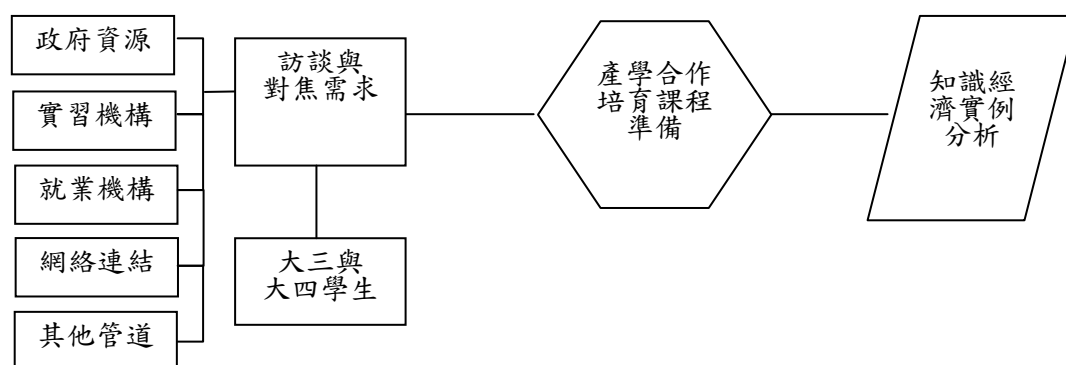 政府資源
實習機構
就業機構
網絡連結
其他管道
訪談與
對焦需求
大三與
大四學生
產學合作
培育課程
準備
知識經
濟實例
分析